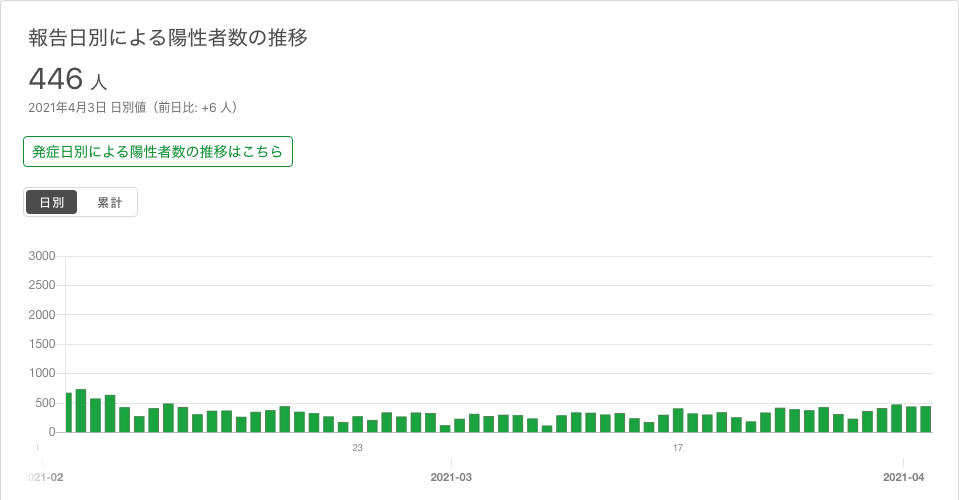 報告日別による陽性者数の推移
446 人
2021年4月3日 日別値（前日比: +6 人）
発症日別による陽性者数の推移はこちら
日別 累計
3000
2500
2000
1500
1000
500
0
1 23 17
2021-02 2021-03 2021-04